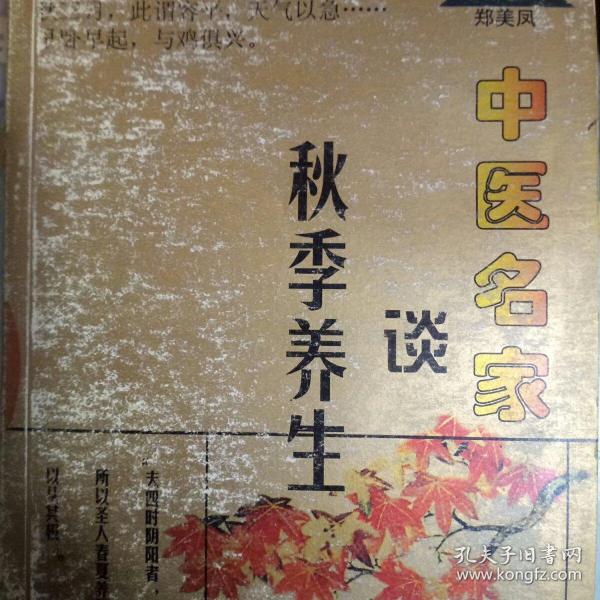 此谓容平，天气以急……
早起，与鸡俱兴。
郑美凤
中医名家
谈
秋季养生
“夫四时阴阳者，
所以圣人春夏养
以
孔夫子旧书网
www.kongfz.com